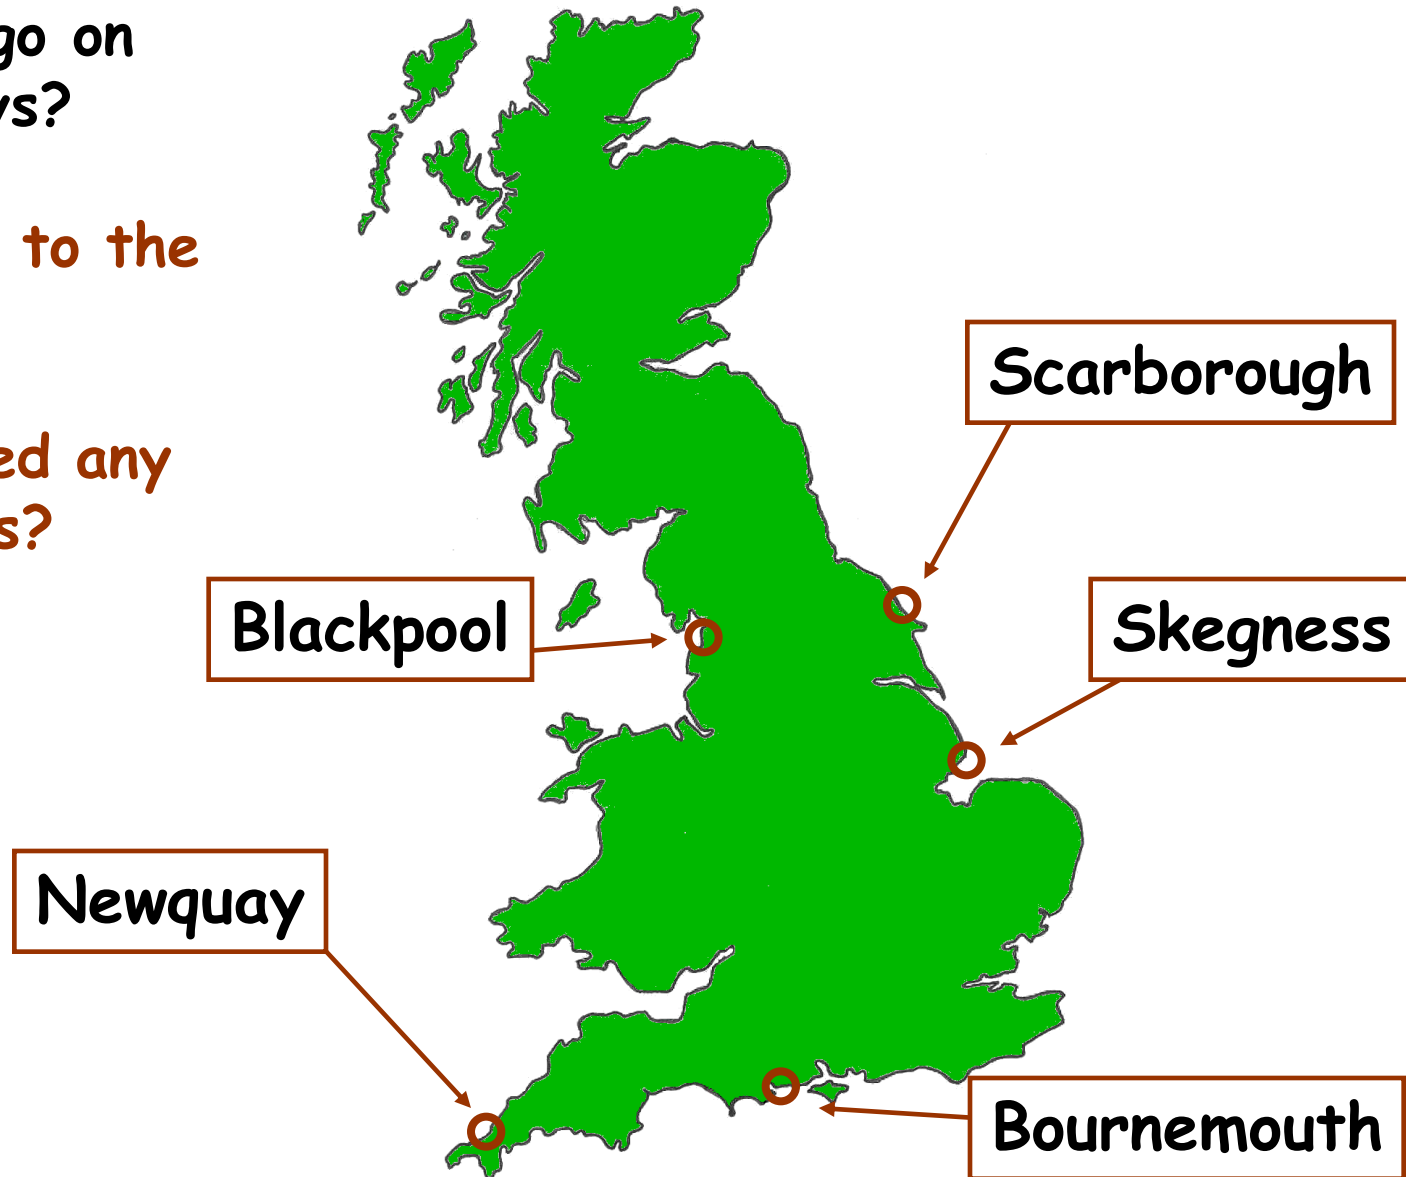 go on
ys?
to the
ed any
s?
Scarborough
Blackpool
Skegness
Newquay
Bournemouth